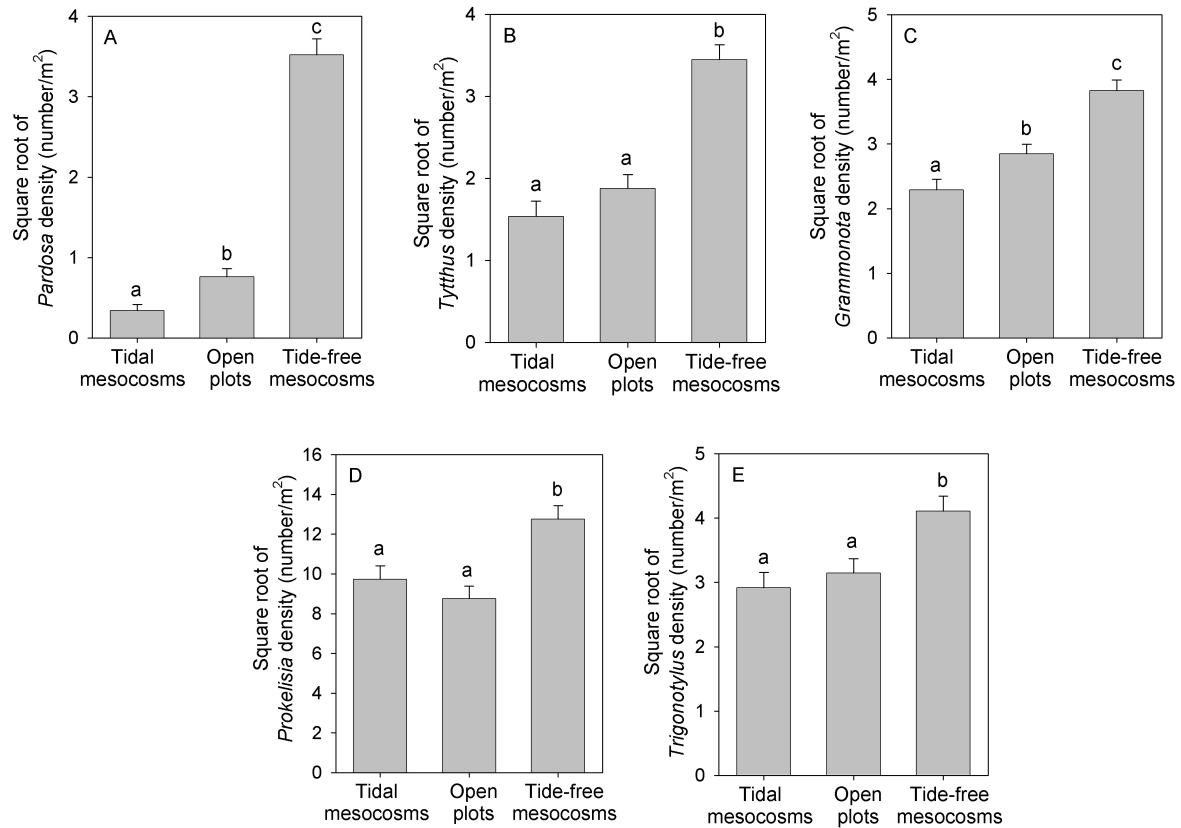 A
Square root of
Pardosa density (number/m²)
4
3
2
1
0
a
b
c
Tidal
mesocosms
Open
plots
Tide-free
mesocosms
B
Square root of
Tytthus density (number/m²)
4
3
2
1
0
a
a
b
Tidal
mesocosms
Open
plots
Tide-free
mesocosms
C
Square root of
Grammonota density (number/m²)
5
4
3
2
1
0
a
b
c
Tidal
mesocosms
Open
plots
Tide-free
mesocosms
D
Square root of
Prokelisia density (number/m²)
16
14
12
10
8
6
4
2
0
a
a
b
Tidal
mesocosms
Open
plots
Tide-free
mesocosms
E
Square root of
Trigonotylus density (number/m²)
5
4
3
2
1
0
a
a
b
Tidal
mesocosms
Open
plots
Tide-free
mesocosms